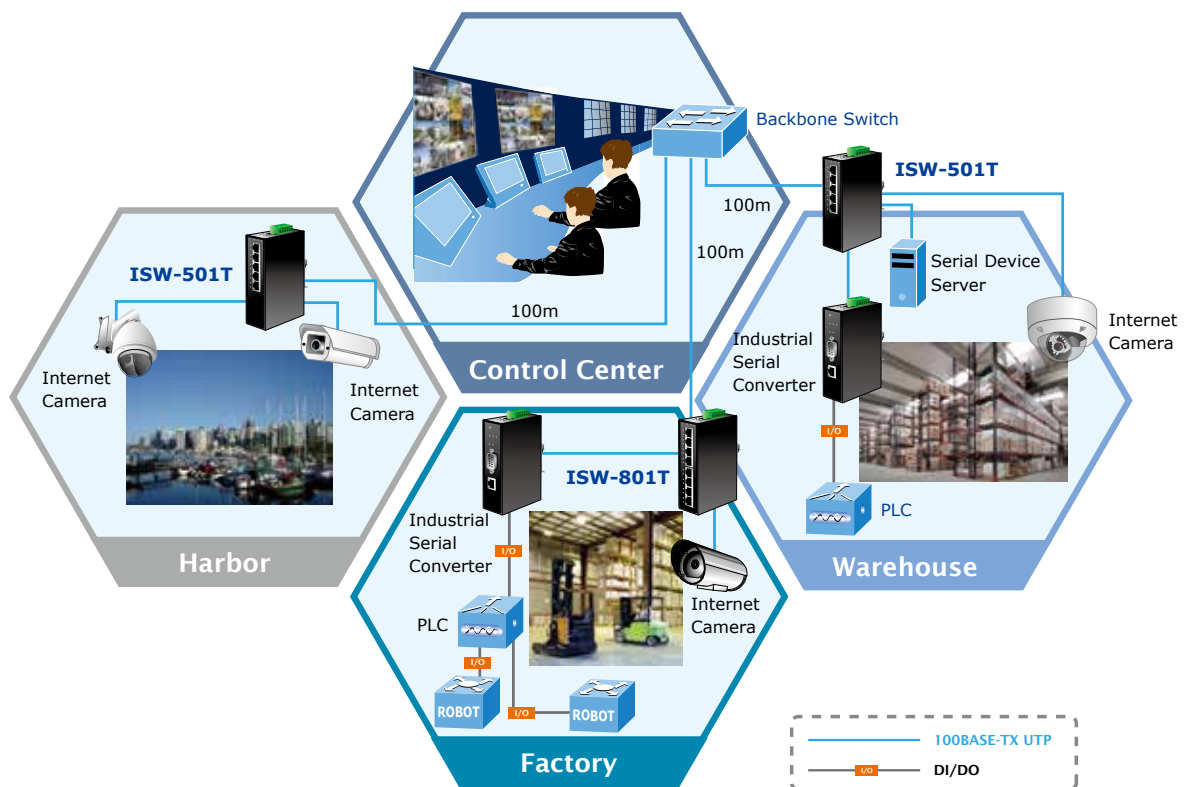 Backbone Switch
ISW-501T
100m
100m
ISW-501T
Serial Device
Server
100m
Industrial
Serial
Converter
Internet
Camera
Internet
Camera
Internet
Camera
Control Center
I/O
ISW-801T
PLC
Industrial
Serial
Converter
I/O
Harbor
Warehouse
Internet
Camera
PLC
I/O
ROBOT
I/O
ROBOT
100BASE-TX UTP
Factory
I/O
DI/DO